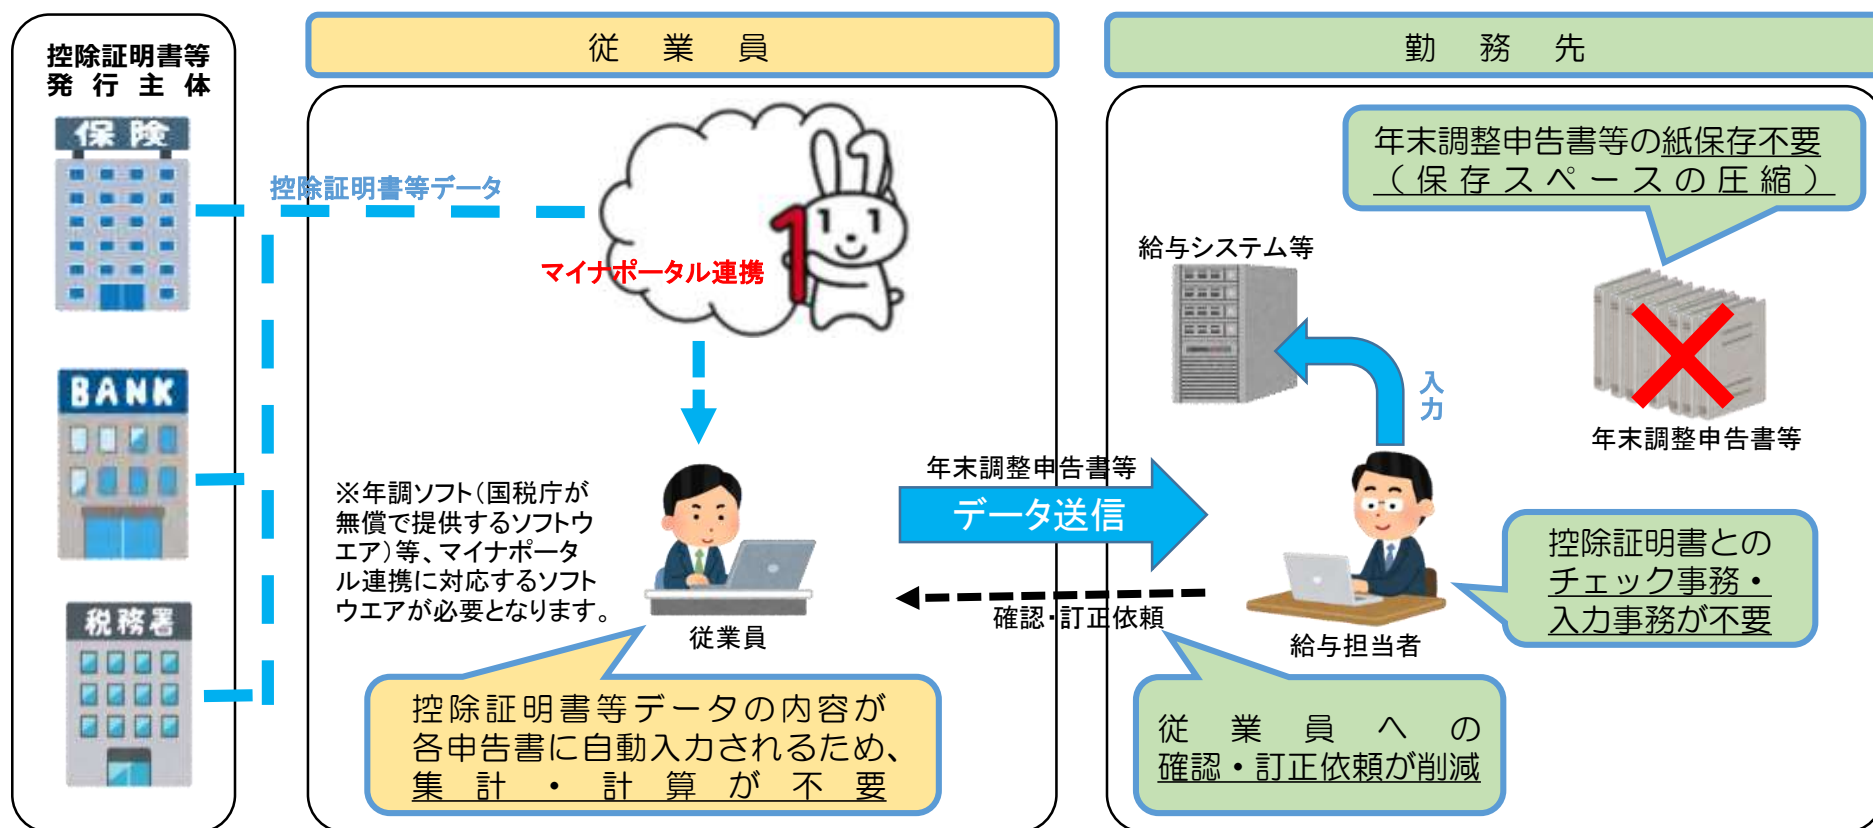 控除証明書等
発行主体
保険
BANK
税務署
従業員
控除証明書等データ
1
マイナポータル連携
※年調ソフト（国税庁が
無償で提供するソフトウ
エア）等、マイナポータ
ル連携に対応するソフト
ウエアが必要となります。
従業員
控除証明書等データの内容が
各申告書に自動入力されるため、
集計・計算が不要
年末調整申告書等
データ送信
確認・訂正依頼
勤務先
年末調整申告書等の紙保存不要
（保存スペースの圧縮）
給与システム等
入力
年末調整申告書等
給与担当者
控除証明書との
チェック事務・
入力事務が不要
従業員への
確認・訂正依頼が削減